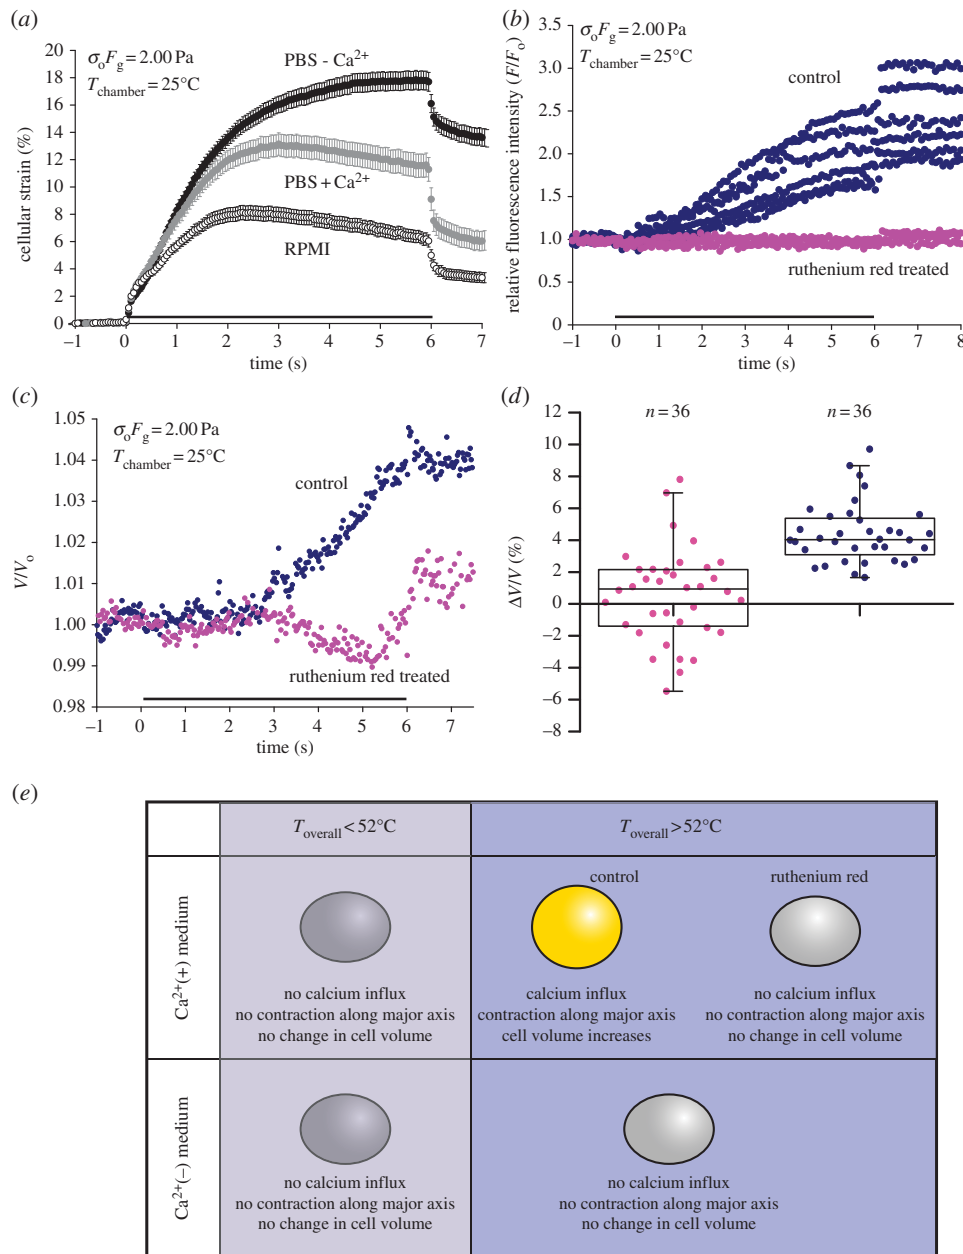 (a)
σoFg = 2.00 Pa
Tchamber = 25°C
PBS - Ca2+
PBS + Ca2+
RPMI
cellular strain (%)
20
18
16
14
12
10
8
6
4
2
0
–1 0 1 2 3 4 5 6 7
time (s)
(b)
σoFg = 2.00 Pa
Tchamber = 25°C
control
ruthenium red treated
relative fluorescence intensity (F/Fo)
3.5
3.0
2.5
2.0
1.5
1.0
0.5
0
–1 0 1 2 3 4 5 6 7 8
time (s)
(c)
σoFg = 2.00 Pa
Tchamber = 25°C
control
ruthenium red treated
V/Vo
1.05
1.04
1.03
1.02
1.01
1.00
0.99
0.98
–1 0 1 2 3 4 5 6 7
time (s)
(d)
n = 36 n = 36
ΔV/V (%)
12
10
8
6
4
2
0
–2
–4
–6
–8
(e)
Toverall < 52°C Toverall > 52°C
Ca2+(+) medium
no calcium influx
no contraction along major axis
no change in cell volume
control
calcium influx
contraction along major axis
cell volume increases
ruthenium red
no calcium influx
no contraction along major axis
no change in cell volume
Ca2+(–) medium
no calcium influx
no contraction along major axis
no change in cell volume
no calcium influx
no contraction along major axis
no change in cell volume